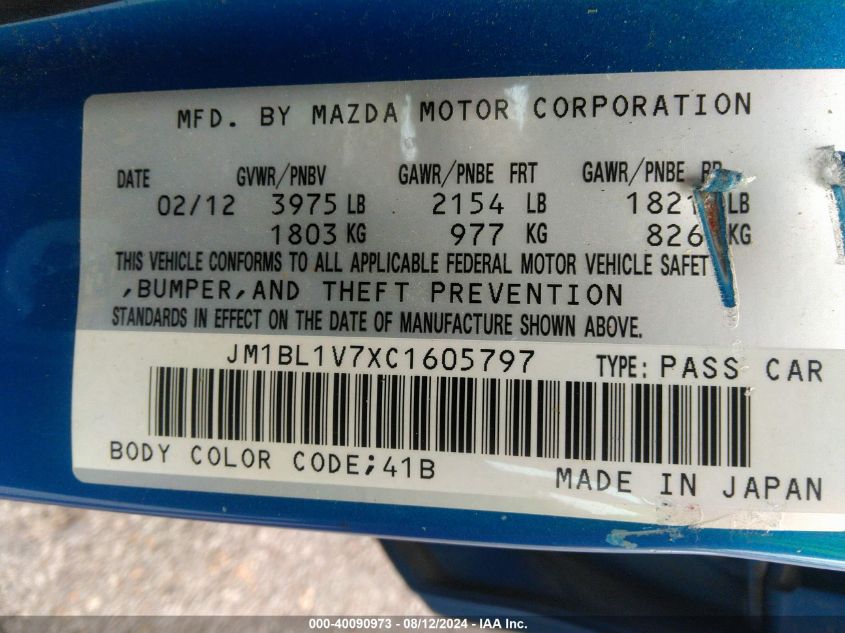 MFD. BY MAZDA MOTOR CORPORATION
DATE GVWR/PNBV GAWR/PNBE FRT GAWR/PNBE RR
02/12 3975 LB 2154 LB 1821 LB
1803 KG 977 KG 826 KG
THIS VEHICLE CONFORMS TO ALL APPLICABLE FEDERAL MOTOR VEHICLE SAFET
,BUMPER,AND THEFT PREVENTION
STANDARDS IN EFFECT ON THE DATE OF MANUFACTURE SHOWN ABOVE.
JM1BL1V7XC1605797 TYPE: PASS CAR
BODY COLOR CODE;41B MADE IN JAPAN
000-40090973 - 08/12/2024 - IAA Inc.